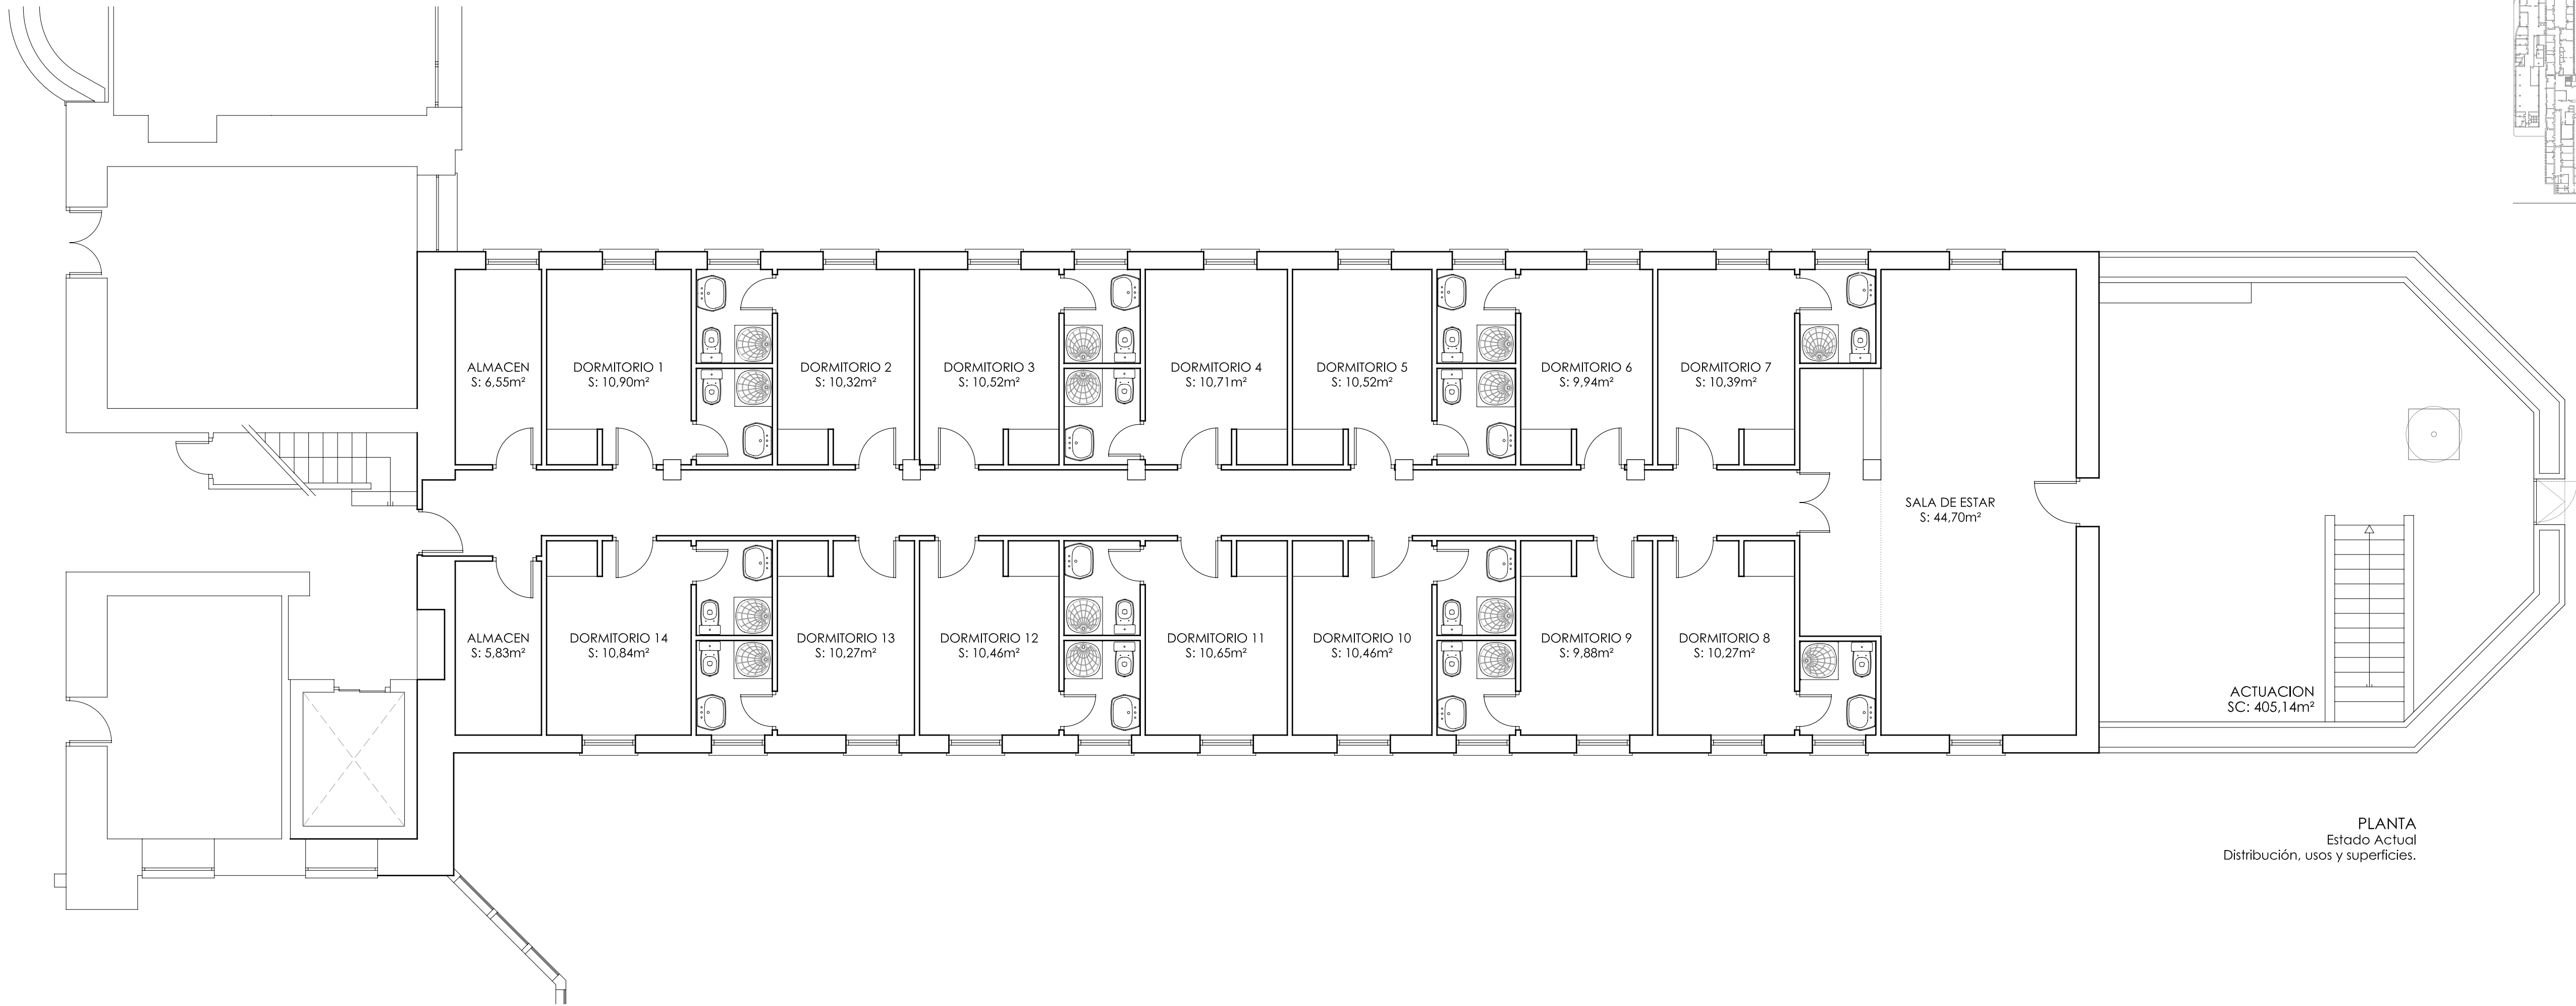 ALMACEN
S: 6,55m²
DORMITORIO 1
S: 10,90m²
DORMITORIO 2
S: 10,32m²
DORMITORIO 3
S: 10,52m²
DORMITORIO 4
S: 10,71m²
DORMITORIO 5
S: 10,52m²
DORMITORIO 6
S: 9,94m²
DORMITORIO 7
S: 10,39m²
SALA DE ESTAR
S: 44,70m²
ALMACEN
S: 5,83m²
DORMITORIO 14
S: 10,84m²
DORMITORIO 13
S: 10,27m²
DORMITORIO 12
S: 10,46m²
DORMITORIO 11
S: 10,65m²
DORMITORIO 10
S: 10,46m²
DORMITORIO 9
S: 9,88m²
DORMITORIO 8
S: 10,27m²
ACTUACION
SC: 405,14m²
PLANTA
Estado Actual
Distribución, usos y superficies.